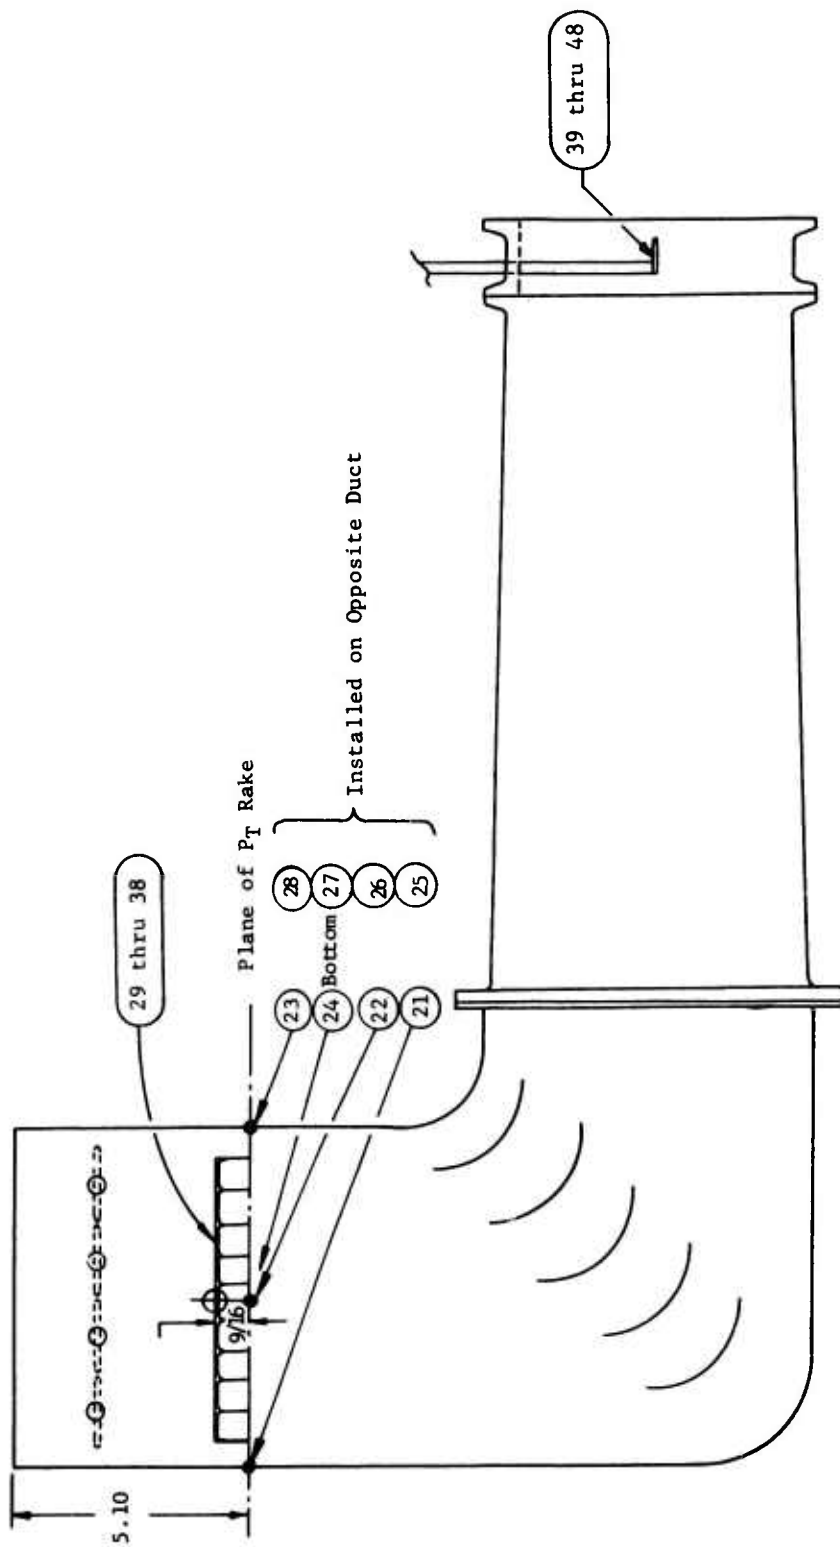 39 thru 48
29 thru 38
Plane of P_T Rake
Installed on Opposite Duct
28
27
26
25
23
24 Bottom
22
21
9/16
5.10